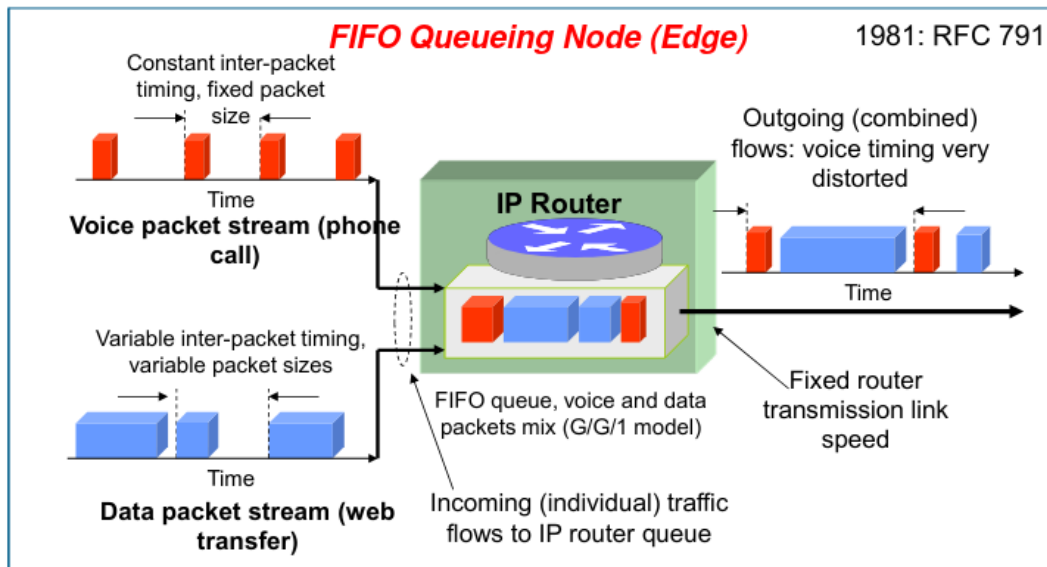 FIFO Queueing Node (Edge)
1981: RFC 791
Constant inter-packet
timing, fixed packet
size
Time
Voice packet stream (phone
call)
IP Router
Outgoing (combined)
flows: voice timing very
distorted
Time
Variable inter-packet timing,
variable packet sizes
Time
Data packet stream (web
transfer)
FIFO queue, voice and data
packets mix (G/G/1 model)
Fixed router
transmission link
speed
Incoming (individual) traffic
flows to IP router queue